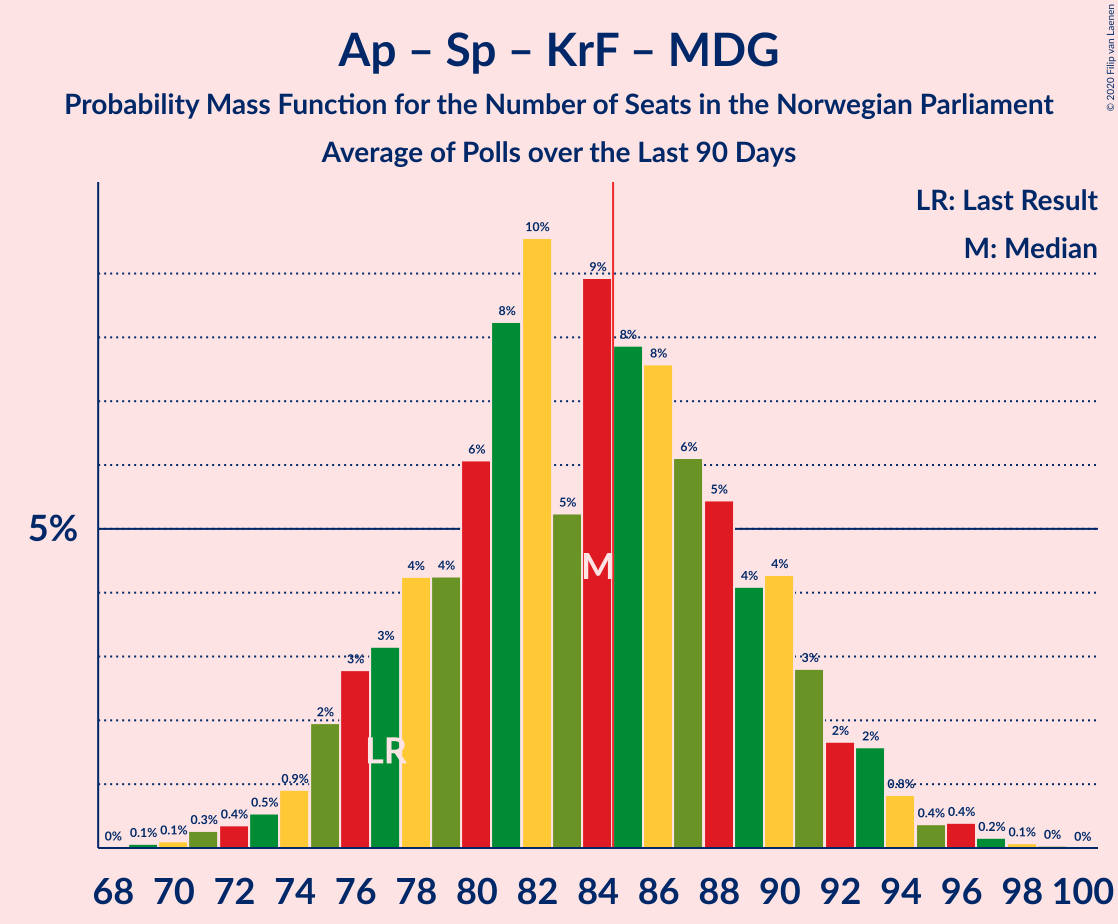 Ap – Sp – KrF – MDG
Probability Mass Function for the Number of Seats in the Norwegian Parliament
Average of Polls over the Last 90 Days
© 2020 Filip van Laenen
LR: Last Result
M: Median
5%
0% 0.1% 0.1% 0.3% 0.4% 0.5% 0.9% 2% 3% 3% 4% 4% 6% 8% 10% 5% 9% 8% 8% 6% 5% 4% 4% 3% 2% 2% 0.8% 0.4% 0.4% 0.2% 0.1% 0% 0%
M
LR
68 70 72 74 76 78 80 82 84 86 88 90 92 94 96 98 100